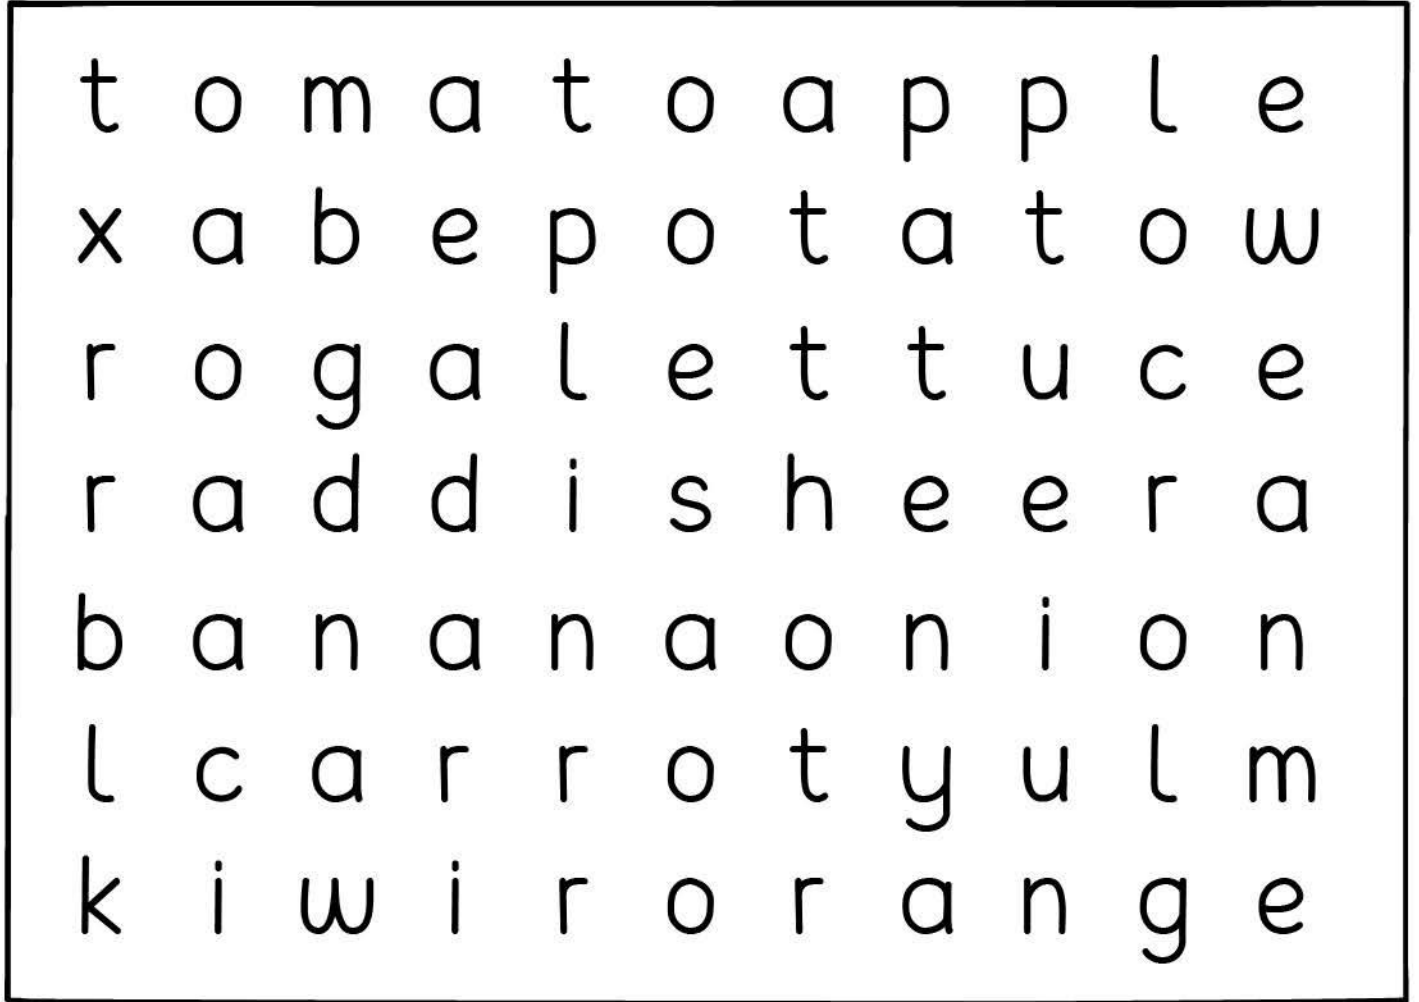 t o m a t o a p p l e
x a b e p o t a t o w
r o g a l e t t u c e
r a d d i s h e e r a
b a n a n a o n i o n
l c a r r o t y u l m
k i w i r o r a n g e